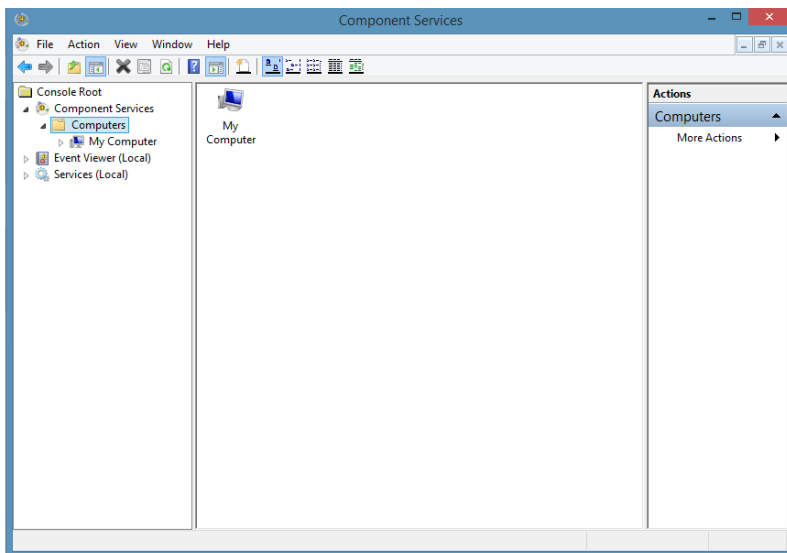 Component Services
File Action View Window Help
Console Root
Component Services
Computers
My Computer
Event Viewer (Local)
Services (Local)
My
Computer
Actions
Computers
More Actions